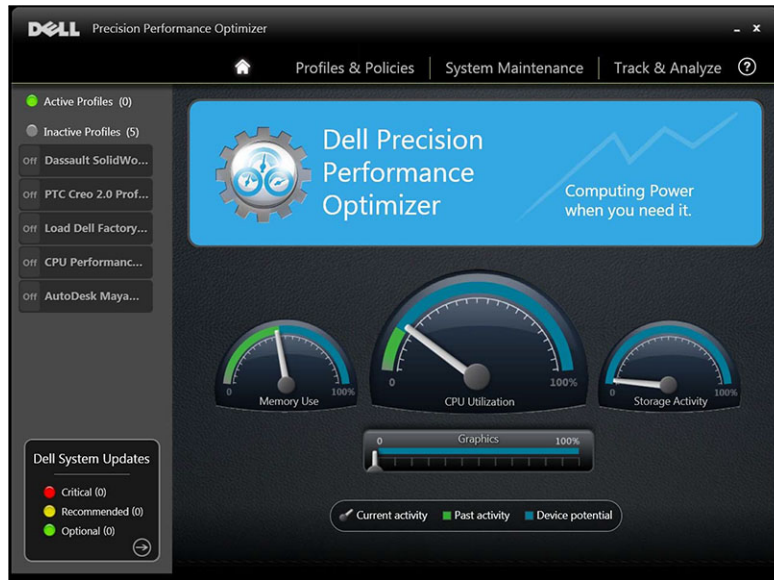 DELL Precision Performance Optimizer
Profiles & Policies System Maintenance Track & Analyze ?
Active Profiles (0)
Inactive Profiles (5)
Off Dassault SolidWo...
Off PTC Creo 2.0 Prof...
Off Load Dell Factory...
Off CPU Performanc...
Off AutoDesk Maya...
Dell Precision
Performance
Optimizer
Computing Power
when you need it.
0 100%
Memory Use
0 100%
CPU Utilization
0 100%
Storage Activity
0 Graphics 100%
Current activity Past activity Device potential
Dell System Updates
Critical (0)
Recommended (0)
Optional (0)